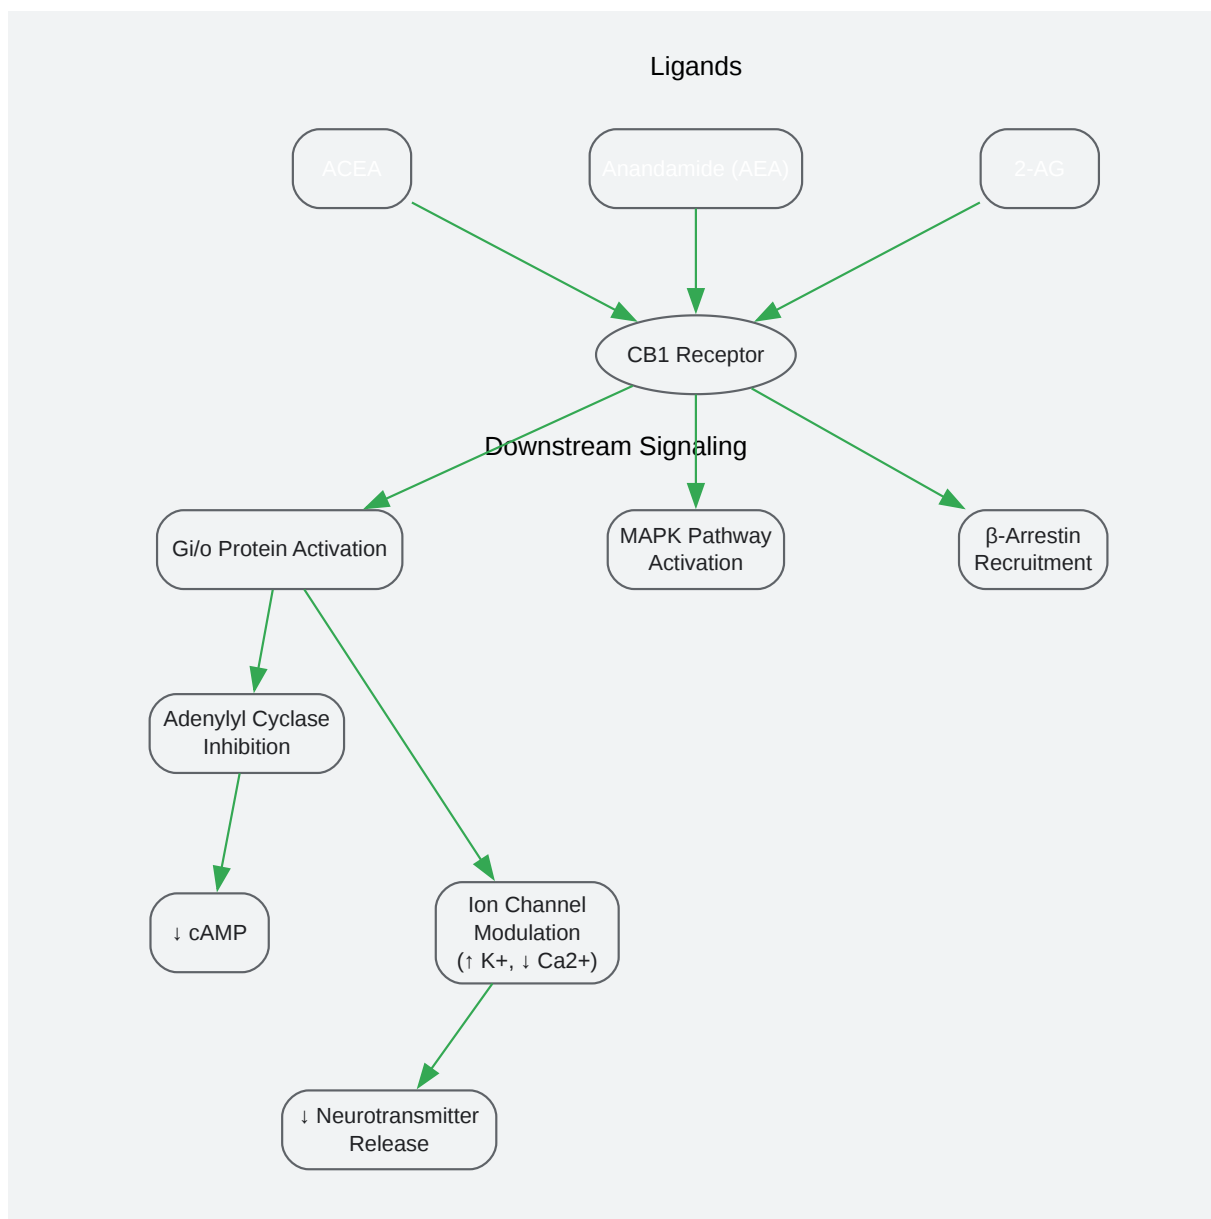 Ligands
ACEA
Anandamide (AEA)
2-AG
CB1 Receptor
Downstream Signaling
Gi/o Protein Activation
MAPK Pathway
Activation
β-Arrestin
Recruitment
Adenylyl Cyclase
Inhibition
↓ cAMP
Ion Channel
Modulation
(↑ K+, ↓ Ca2+)
↓ Neurotransmitter
Release